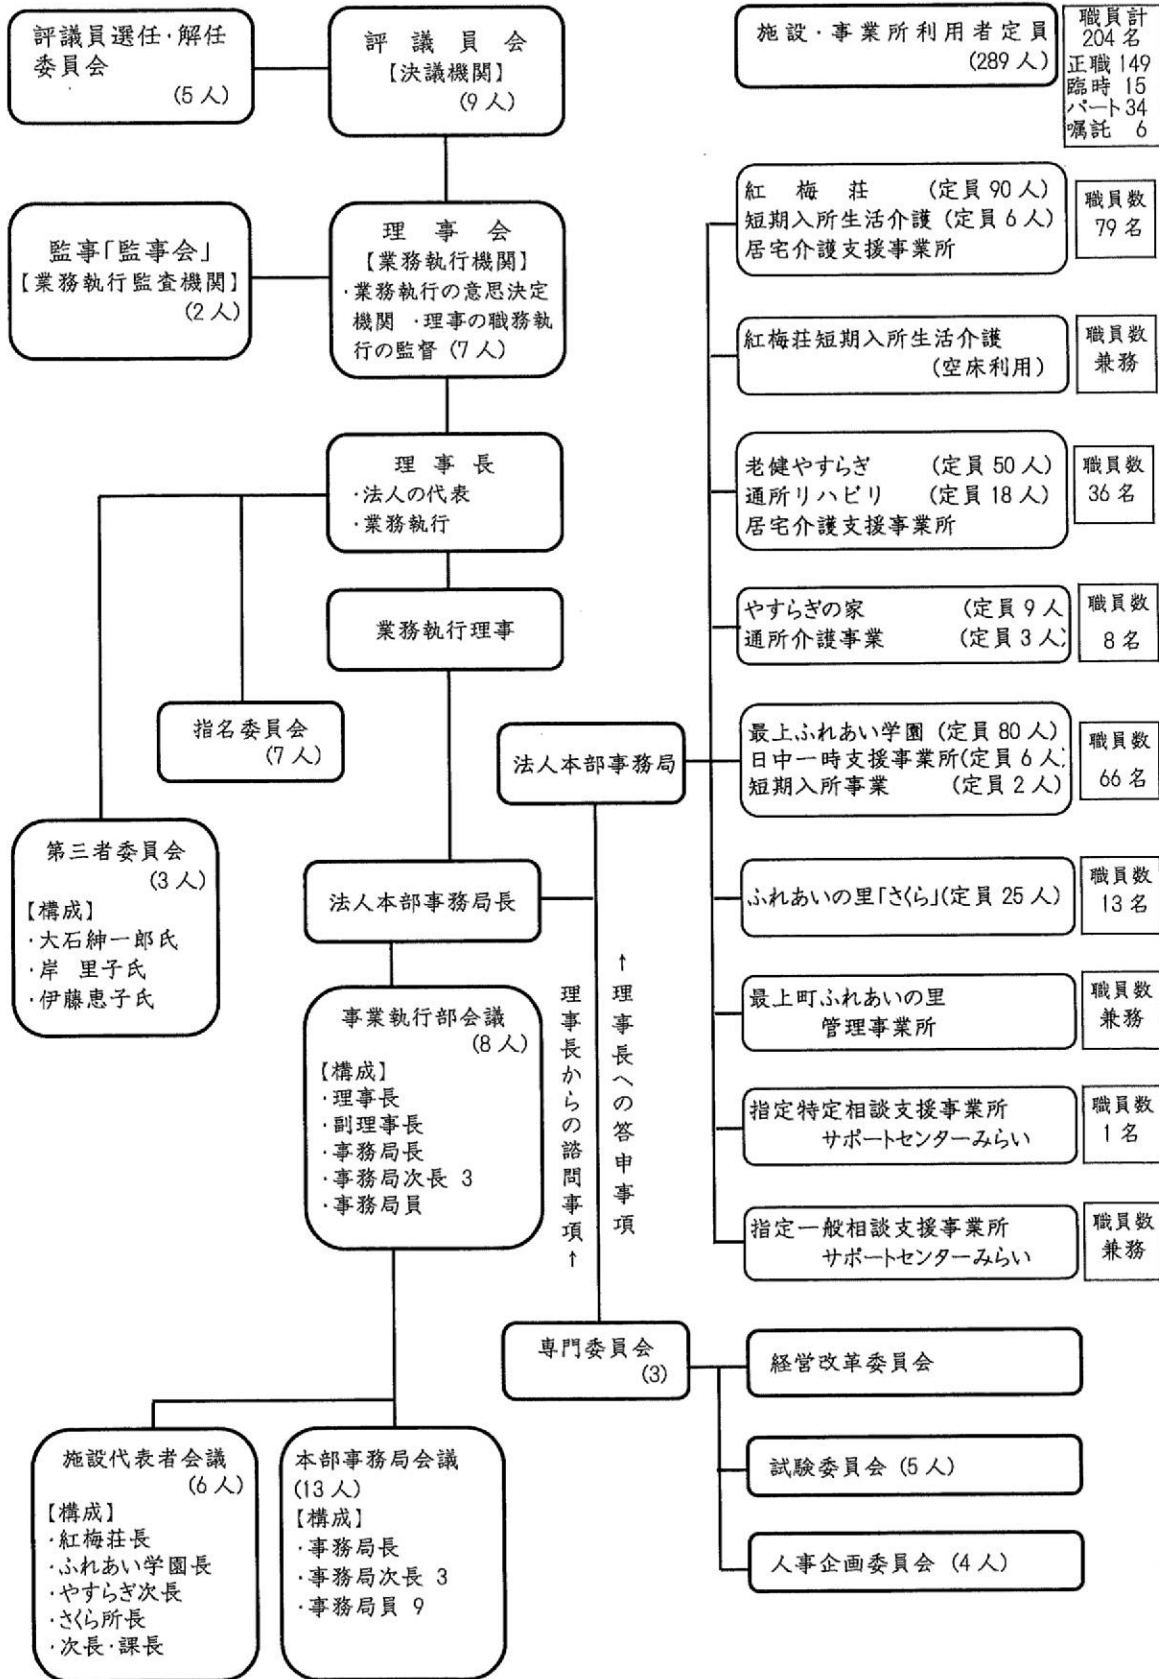 評議員選任・解任
委員会
(5人)
評議員会
【決議機関】
(9人)
監事「監事会」
【業務執行監査機関】
(2人)
理事会
【業務執行機関】
・業務執行の意思決定
機関 ・理事の職務執
行の監督 (7人)
理事長
・法人の代表
・業務執行
業務執行理事
指名委員会
(7人)
第三者委員会
(3人)
【構成】
・大石紳一郎氏
・岸 里子氏
・伊藤恵子氏
法人本部事務局長
事業執行部会議
(8人)
【構成】
・理事長
・副理事長
・事務局長
・事務局次長 3
・事務局員
施設代表者会議
(6人)
【構成】
・紅梅荘長
・ふれあい学園長
・やすらぎ次長
・さくら所長
・次長・課長
本部事務局会議
(13人)
【構成】
・事務局長
・事務局次長 3
・事務局員 9
法人本部事務局
理事長からの諮問事項→
←理事長への答申事項
専門委員会
(3)
経営改革委員会
試験委員会 (5人)
人事企画委員会 (4人)
施設・事業所利用者定員
(289人)
職員計
204名
正職 149
臨時 15
パート 34
嘱託 6
紅梅荘 (定員 90人)
短期入所生活介護 (定員 6人)
居宅介護支援事業所
職員数
79名
紅梅荘短期入所生活介護
(空床利用)
職員数
兼務
老健やすらぎ (定員 50人)
通所リハビリ (定員 18人)
居宅介護支援事業所
職員数
36名
やすらぎの家 (定員 9人
通所介護事業 (定員 3人)
職員数
8名
最上ふれあい学園 (定員 80人)
日中一時支援事業所(定員 6人)
短期入所事業 (定員 2人)
職員数
66名
ふれあいの里「さくら」(定員 25人)
職員数
13名
最上町ふれあいの里
管理事業所
職員数
兼務
指定特定相談支援事業所
サポートセンターみらい
職員数
1名
指定一般相談支援事業所
サポートセンターみらい
職員数
兼務